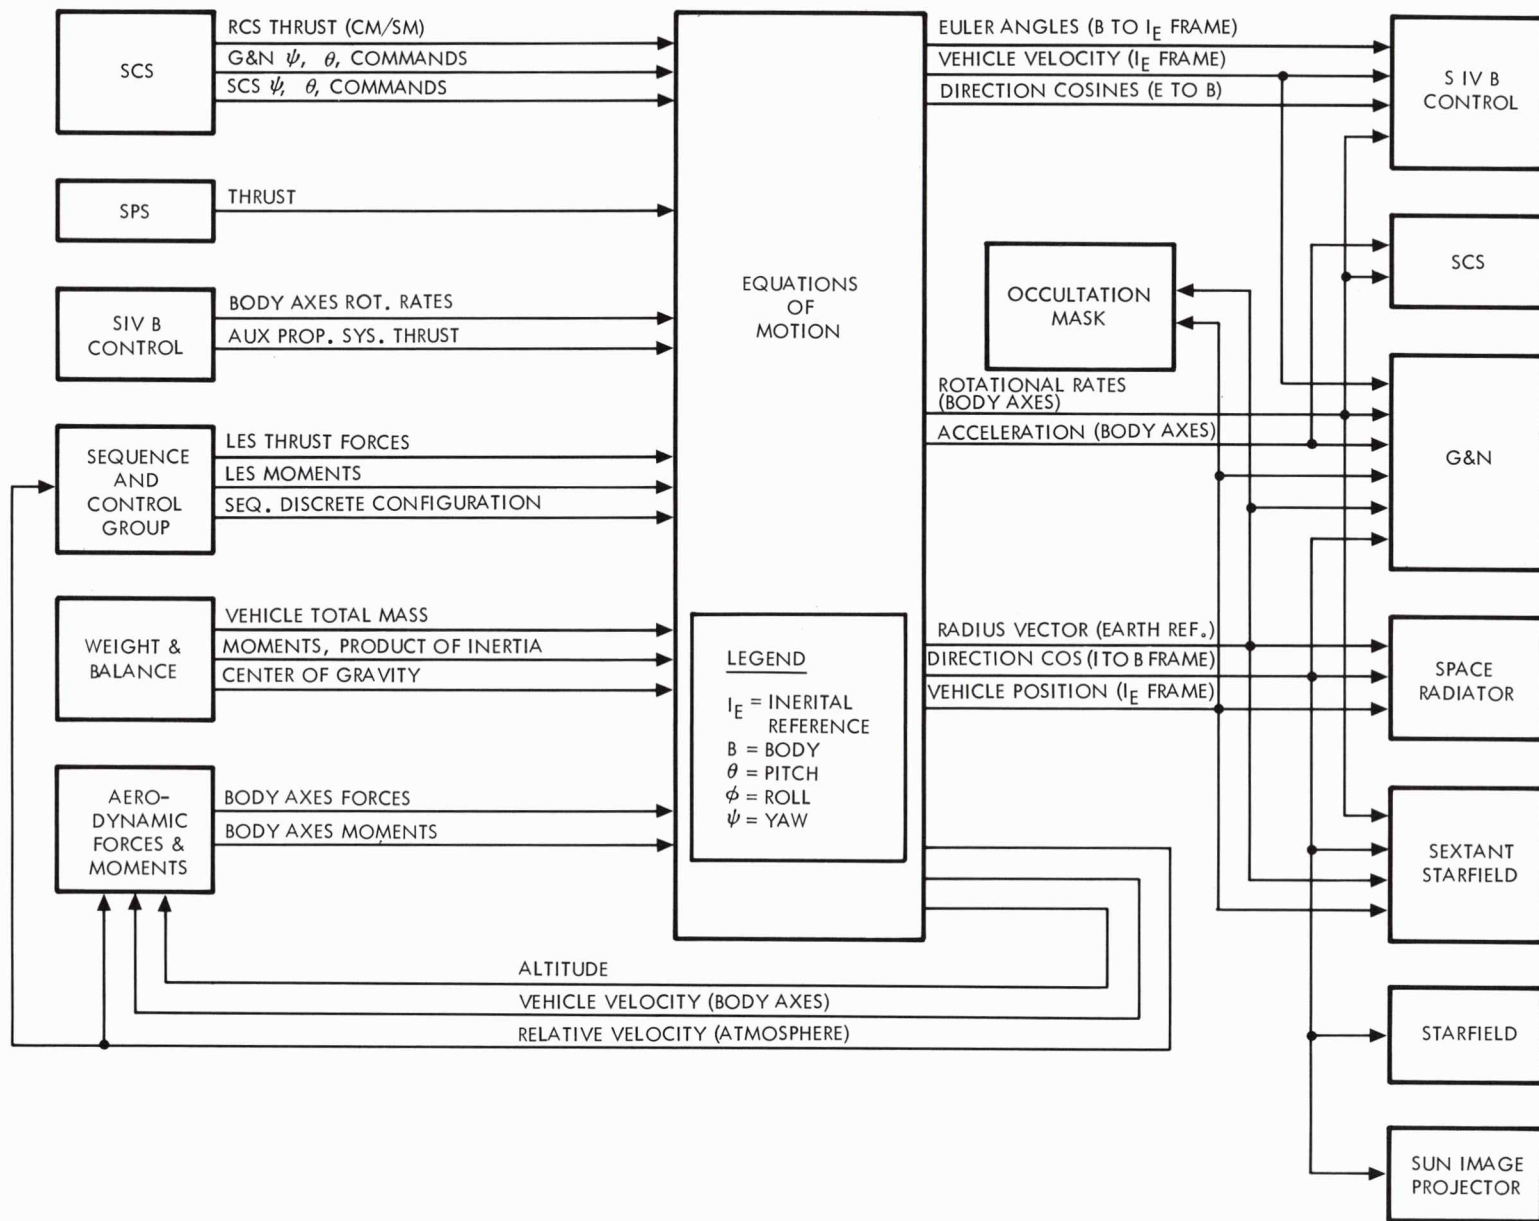 SCS
RCS THRUST (CM/SM)
G&N ψ, θ, COMMANDS
SCS ψ, θ, COMMANDS
SPS
THRUST
SIV B
CONTROL
BODY AXES ROT. RATES
AUX PROP. SYS. THRUST
SEQUENCE
AND
CONTROL
GROUP
LES THRUST FORCES
LES MOMENTS
SEQ. DISCRETE CONFIGURATION
WEIGHT &
BALANCE
VEHICLE TOTAL MASS
MOMENTS, PRODUCT OF INERTIA
CENTER OF GRAVITY
AERO-
DYNAMIC
FORCES &
MOMENTS
BODY AXES FORCES
BODY AXES MOMENTS
EQUATIONS
OF
MOTION
LEGEND
I_E = INERITAL
REFERENCE
B = BODY
θ = PITCH
ϕ = ROLL
ψ = YAW
ALTITUDE
VEHICLE VELOCITY (BODY AXES)
RELATIVE VELOCITY (ATMOSPHERE)
EULER ANGLES (B TO I_E FRAME)
VEHICLE VELOCITY (I_E FRAME)
DIRECTION COSINES (E TO B)
OCCULTATION
MASK
ROTATIONAL RATES
(BODY AXES)
ACCELERATION (BODY AXES)
RADIUS VECTOR (EARTH REF.)
DIRECTION COS (I TO B FRAME)
VEHICLE POSITION (I_E FRAME)
S IV B
CONTROL
SCS
G&N
SPACE
RADIATOR
SEXTANT
STARFIELD
STARFIELD
SUN IMAGE
PROJECTOR